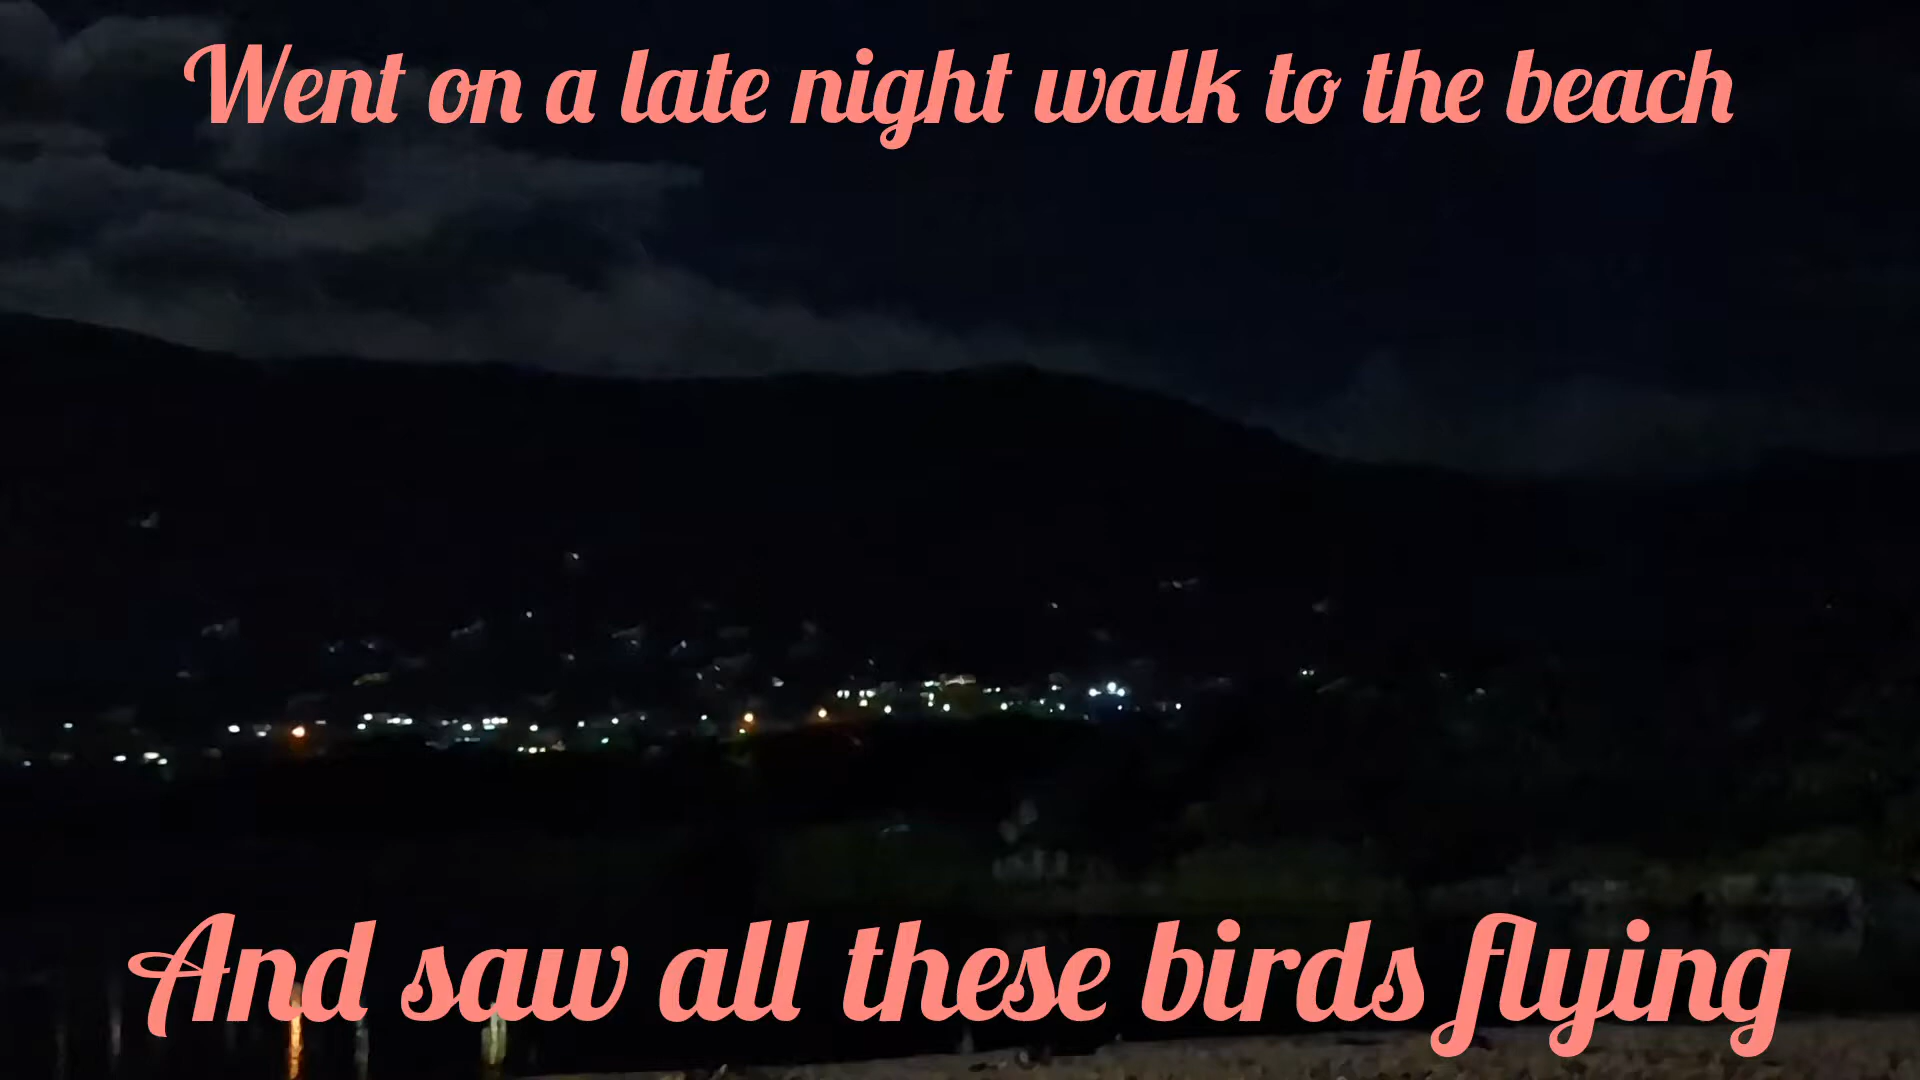 Went on a late night walk to the beach
And saw all these birds flying